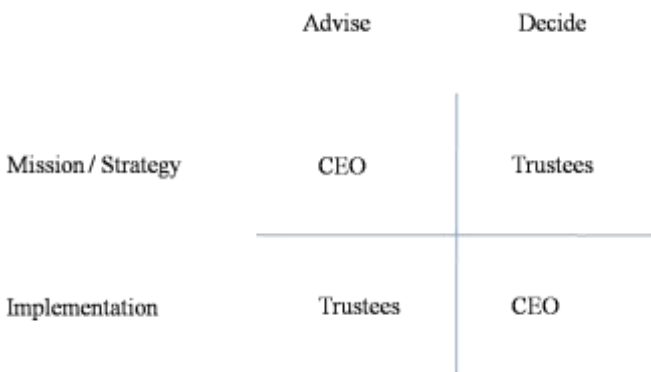 Advise Decide
Mission / Strategy CEO Trustees
Implementation Trustees CEO